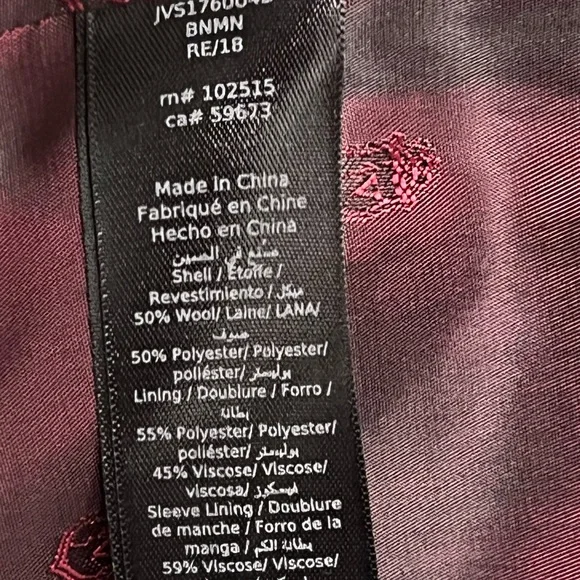 BNMN
RE/18
rn# 102515
ca# 59673
Made in China
Fabriqué en Chine
Hecho en China
صنع في الصين
Shell / Étoffe /
Revestimiento / هيكل
50% Wool/ Laine/ LANA/
صوف
50% Polyester/ Polyester/
poliéster/ بوليستر
Lining / Doublure / Forro /
بطانة
55% Polyester/ Polyester/
poliéster/ بوليستر
45% Viscose/ Viscose/
viscosa/ فيسكوز
Sleeve Lining / Doublure
de manche / Forro de la
manga / بطانة الكم
59% Viscose/ Viscose/